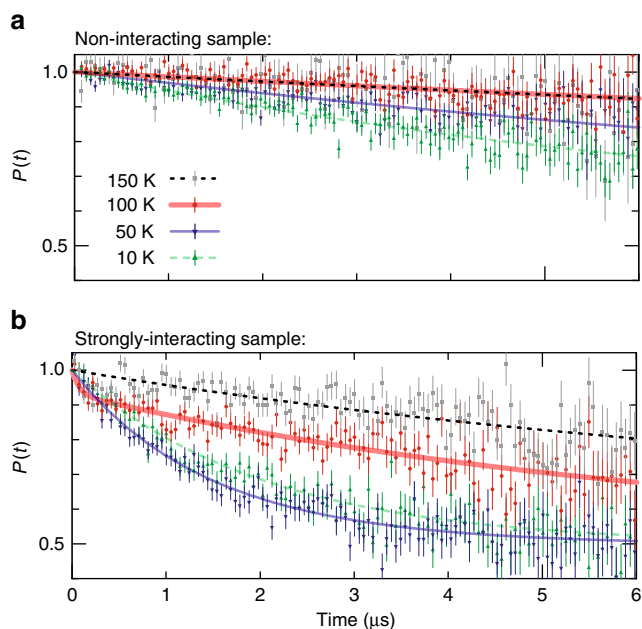 a
Non-interacting sample:
1.0
0.5
P(t)
150 K
100 K
50 K
10 K
b
Strongly-interacting sample:
1.0
0.5
P(t)
0 1 2 3 4 5 6
Time (μs)